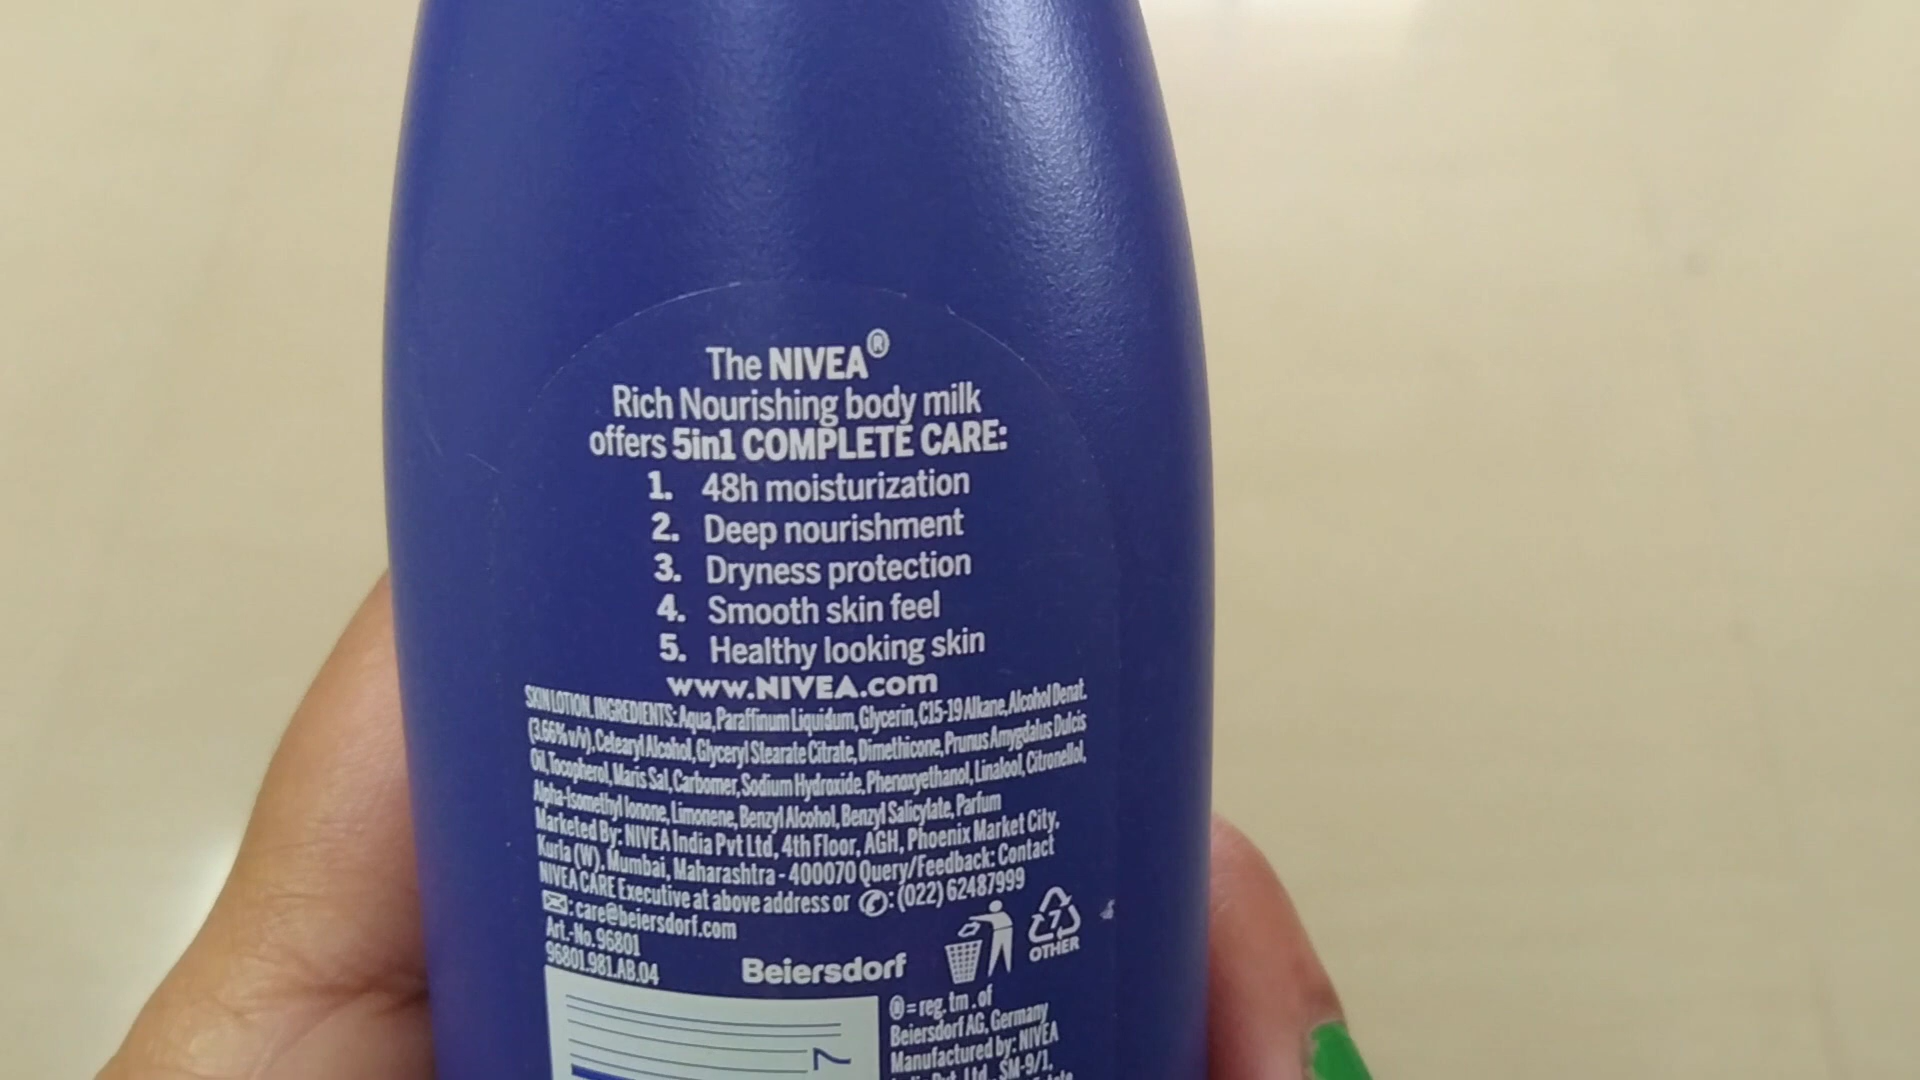 The NIVEA®
Rich Nourishing body milk
offers 5in1 COMPLETE CARE:
1. 48h moisturization
2. Deep nourishment
3. Dryness protection
4. Smooth skin feel
5. Healthy looking skin
www.NIVEA.com
SKIN LOTION. INGREDIENTS: Aqua, Paraffinum Liquidum, Glycerin, C15-19 Alkane, Alcohol Denat.
(3.66% v/v), Cetearyl Alcohol, Glyceryl Stearate Citrate, Dimethicone, Prunus Amygdalus Dulcis
Oil, Tocopherol, Maris Sal, Carbomer, Sodium Hydroxide, Phenoxyethanol, Linalool, Citronellol,
Alpha-Isomethyl Ionone, Limonene, Benzyl Alcohol, Benzyl Salicylate, Parfum
Marketed By: NIVEA India Pvt Ltd, 4th Floor, AGH, Phoenix Market City,
Kurla (W), Mumbai, Maharashtra - 400070 Query/Feedback: Contact
NIVEA CARE Executive at above address or ✆: (022) 62487999
✉: care@beiersdorf.com
Art.-No. 96801
96801.981.AB.04
Beiersdorf
7
OTHER
® = reg. tm. of
Beiersdorf AG, Germany
Manufactured by: NIVEA
Pvt. Ltd., SM-9/1,
7